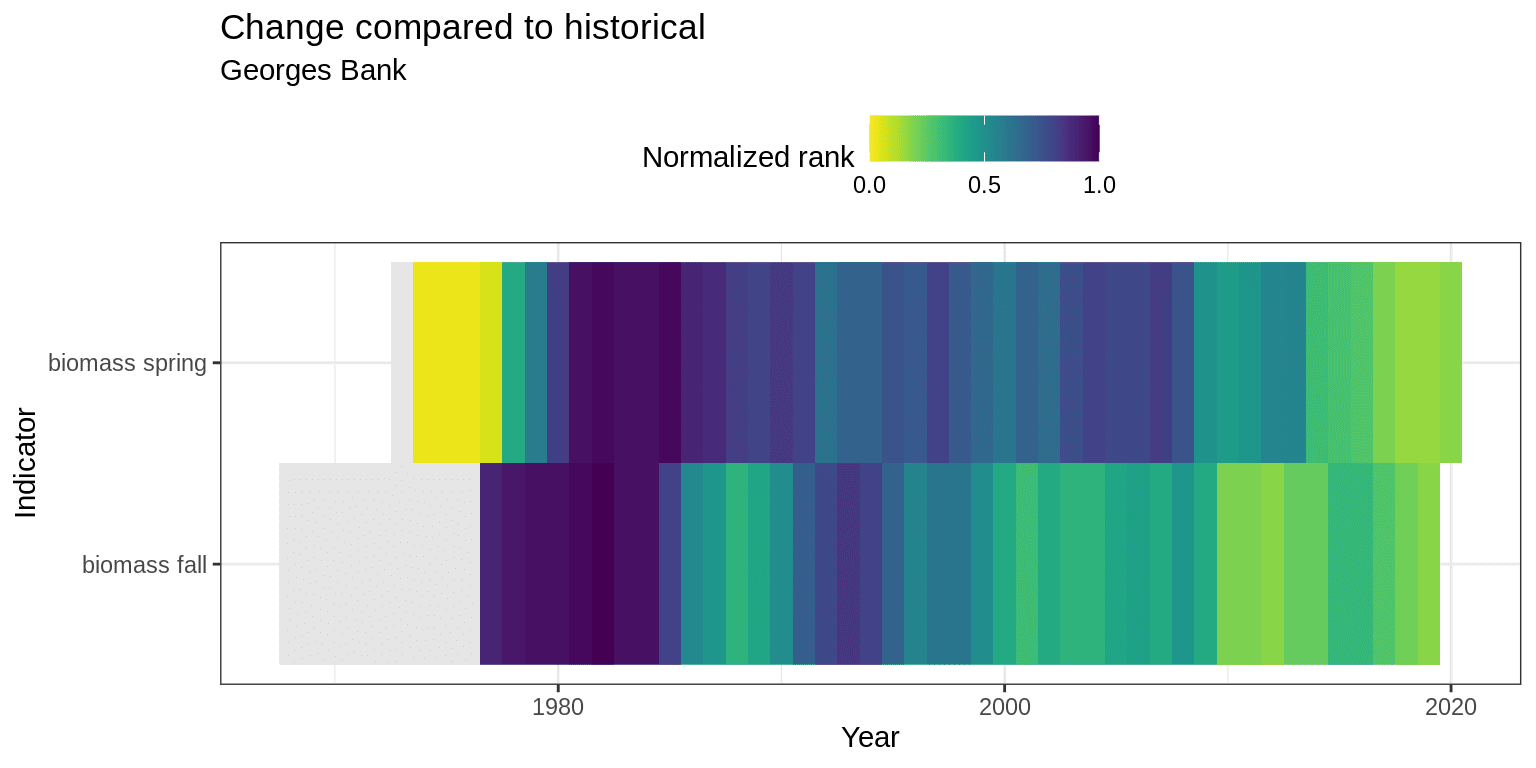 Change compared to historical
Georges Bank
Normalized rank
0.0 0.5 1.0
biomass spring
biomass fall
Indicator
1980 2000 2020
Year